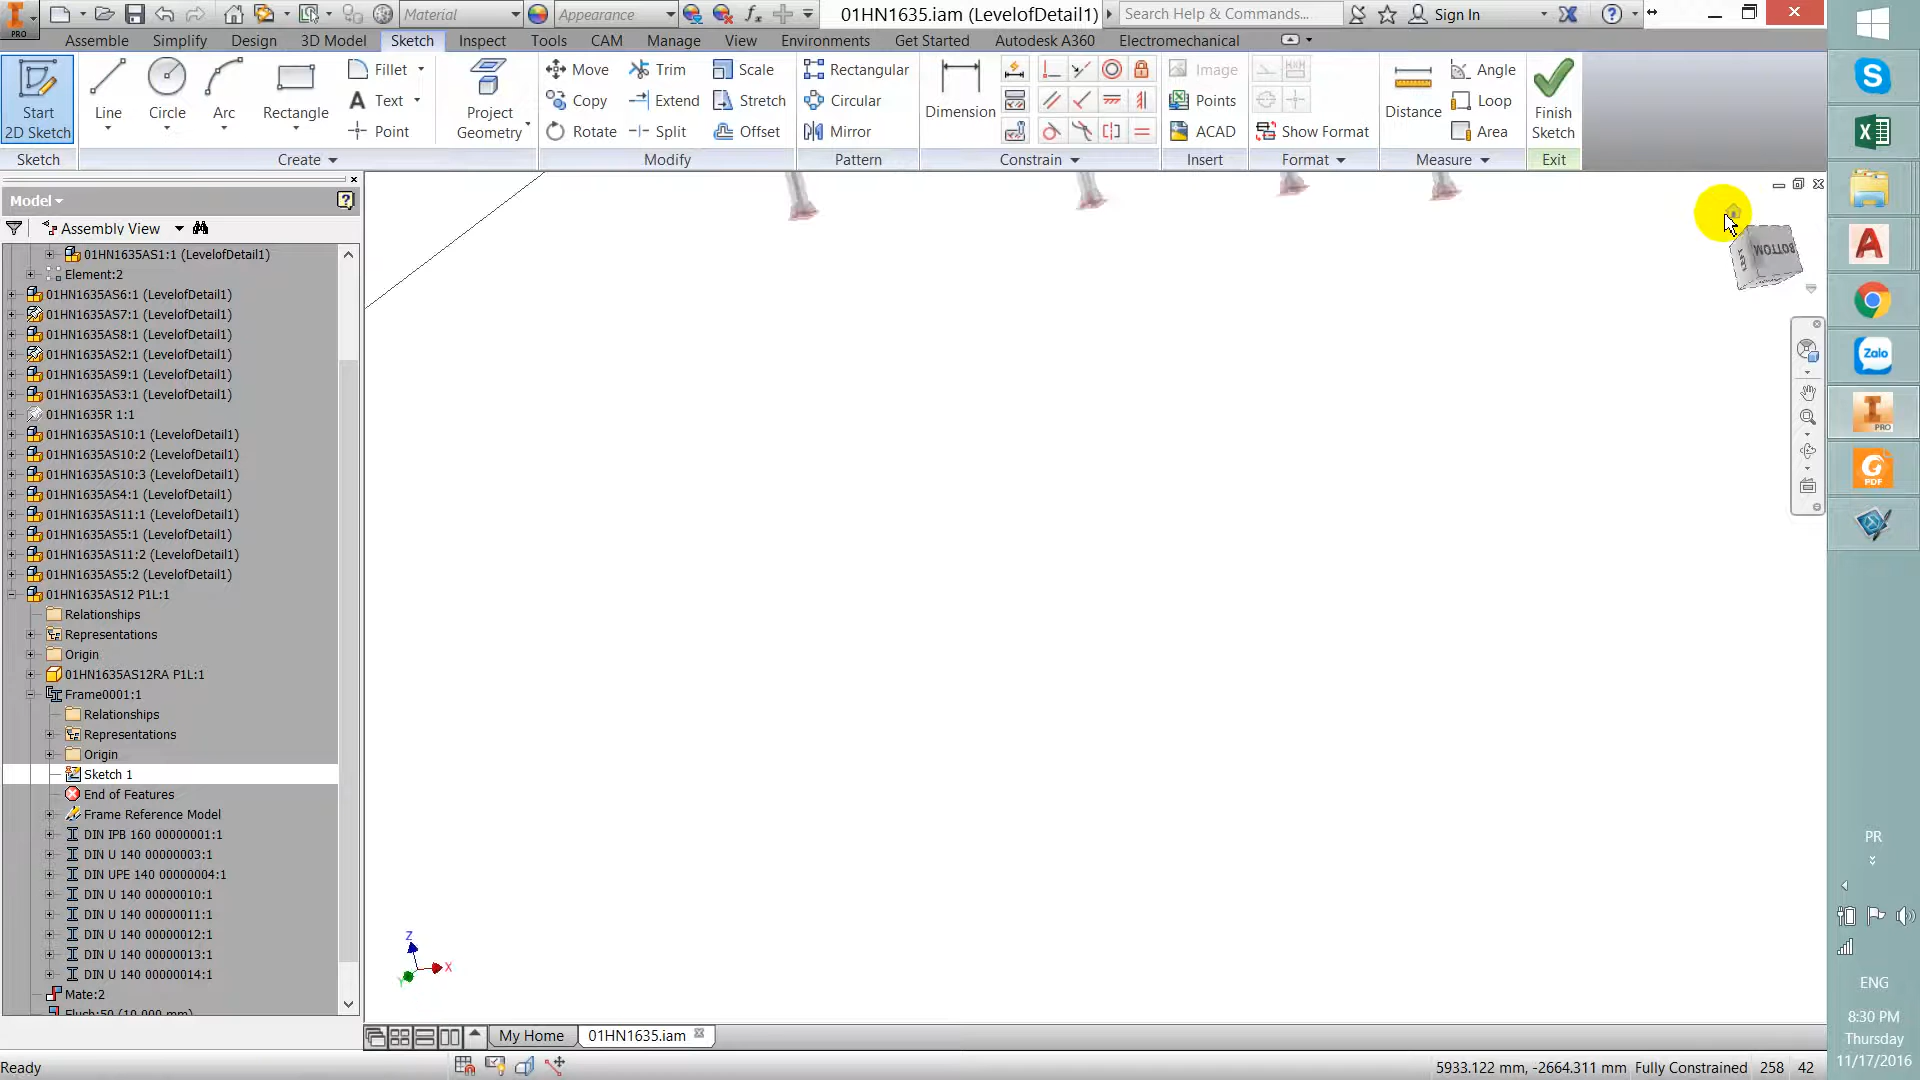 Material
Appearance
01HN1635.iam (LevelofDetail1)
Search Help & Commands...
Sign In
PRO
Assemble
Simplify
Design
3D Model
Sketch
Inspect
Tools
CAM
Manage
View
Environments
Get Started
Autodesk A360
Electromechanical
Start
2D Sketch
Line
Circle
Arc
Rectangle
Fillet
Text
Point
Project
Geometry
Move
Copy
Rotate
Trim
Extend
Split
Scale
Stretch
Offset
Rectangular
Circular
Mirror
Dimension
Image
Points
ACAD
Show Format
Distance
Angle
Loop
Area
Finish
Sketch
Sketch
Create
Modify
Pattern
Constrain
Insert
Format
Measure
Exit
Model
Assembly View
01HN1635AS1:1 (LevelofDetail1)
Element:2
01HN1635AS6:1 (LevelofDetail1)
01HN1635AS7:1 (LevelofDetail1)
01HN1635AS8:1 (LevelofDetail1)
01HN1635AS2:1 (LevelofDetail1)
01HN1635AS9:1 (LevelofDetail1)
01HN1635AS3:1 (LevelofDetail1)
01HN1635R 1:1
01HN1635AS10:1 (LevelofDetail1)
01HN1635AS10:2 (LevelofDetail1)
01HN1635AS10:3 (LevelofDetail1)
01HN1635AS4:1 (LevelofDetail1)
01HN1635AS11:1 (LevelofDetail1)
01HN1635AS5:1 (LevelofDetail1)
01HN1635AS11:2 (LevelofDetail1)
01HN1635AS5:2 (LevelofDetail1)
01HN1635AS12 P1L:1
Relationships
Representations
Origin
01HN1635AS12RA P1L:1
Frame0001:1
Relationships
Representations
Origin
Sketch 1
End of Features
Frame Reference Model
DIN IPB 160 00000001:1
DIN U 140 00000003:1
DIN UPE 140 00000004:1
DIN U 140 00000010:1
DIN U 140 00000011:1
DIN U 140 00000012:1
DIN U 140 00000013:1
DIN U 140 00000014:1
Mate:2
Flush:50 (10.000 mm)
BOTTOM
LEFT
Z
X
Y
My Home
01HN1635.iam
Ready
5933.122 mm, -2664.311 mm
Fully Constrained
258
42
Zalo
PRO
PDF
PR
ENG
8:30 PM
Thursday
11/17/2016